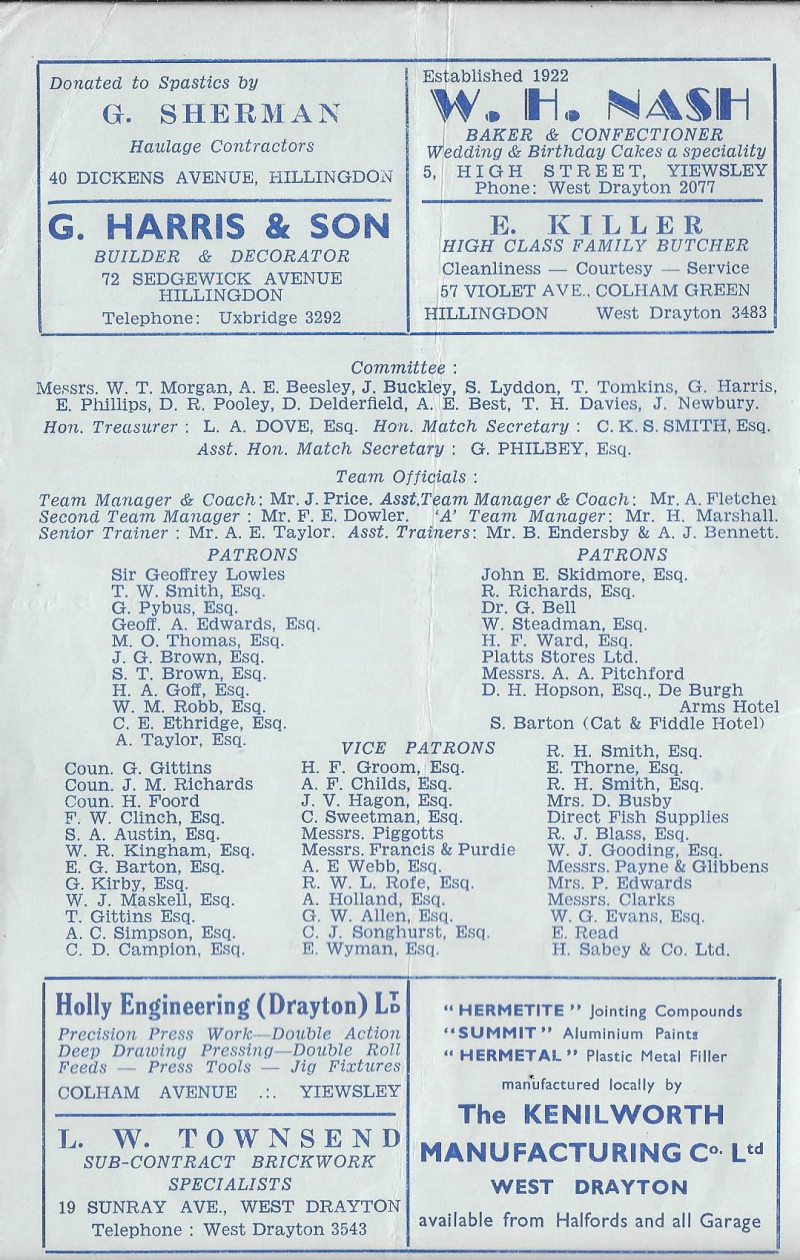 Donated to Spastics by
G. SHERMAN
Haulage Contractors
40 DICKENS AVENUE, HILLINGDON
Established 1922
W. H. NASH
BAKER & CONFECTIONER
Wedding & Birthday Cakes a speciality
5, HIGH STREET, YIEWSLEY
Phone: West Drayton 2077
G. HARRIS & SON
BUILDER & DECORATOR
72 SEDGEWICK AVENUE
HILLINGDON
Telephone: Uxbridge 3292
E. KILLER
HIGH CLASS FAMILY BUTCHER
Cleanliness — Courtesy — Service
57 VIOLET AVE., COLHAM GREEN
HILLINGDON West Drayton 3483
Committee :
Messrs. W. T. Morgan, A. E. Beesley, J. Buckley, S. Lyddon, T. Tomkins, G. Harris,
E. Phillips, D. R. Pooley, D. Delderfield, A. E. Best, T. H. Davies, J. Newbury.
Hon. Treasurer : L. A. DOVE, Esq. Hon. Match Secretary : C. K. S. SMITH, Esq.
Asst. Hon. Match Secretary : G. PHILBEY, Esq.
Team Officials :
Team Manager & Coach: Mr. J. Price. Asst. Team Manager & Coach: Mr. A. Fletcher
Second Team Manager : Mr. F. E. Dowler. 'A' Team Manager: Mr. H. Marshall.
Senior Trainer : Mr. A. E. Taylor. Asst. Trainers: Mr. B. Endersby & A. J. Bennett.
PATRONS
Sir Geoffrey Lowles
T. W. Smith, Esq.
G. Pybus, Esq.
Geoff. A. Edwards, Esq.
M. O. Thomas, Esq.
J. G. Brown, Esq.
S. T. Brown, Esq.
H. A. Goff, Esq.
W. M. Robb, Esq.
C. E. Ethridge, Esq.
A. Taylor, Esq.
PATRONS
John E. Skidmore, Esq.
R. Richards, Esq.
Dr. G. Bell
W. Steadman, Esq.
H. F. Ward, Esq.
Platts Stores Ltd.
Messrs. A. A. Pitchford
D. H. Hopson, Esq., De Burgh
Arms Hotel
S. Barton (Cat & Fiddle Hotel)
VICE PATRONS
Coun. G. Gittins
Coun. J. M. Richards
Coun. H. Foord
F. W. Clinch, Esq.
S. A. Austin, Esq.
W. R. Kingham, Esq.
E. G. Barton, Esq.
G. Kirby, Esq.
W. J. Maskell, Esq.
T. Gittins Esq.
A. C. Simpson, Esq.
C. D. Campion, Esq.
H. F. Groom, Esq.
A. F. Childs, Esq.
J. V. Hagon, Esq.
C. Sweetman, Esq.
Messrs. Piggotts
Messrs. Francis & Purdie
A. E Webb, Esq.
R. W. L. Rofe, Esq.
A. Holland, Esq.
G. W. Allen, Esq.
C. J. Songhurst, Esq.
E. Wyman, Esq.
R. H. Smith, Esq.
E. Thorne, Esq.
R. H. Smith, Esq.
Mrs. D. Busby
Direct Fish Supplies
R. J. Blass, Esq.
W. J. Gooding, Esq.
Messrs. Payne & Glibbens
Mrs. P. Edwards
Messrs. Clarks
W. G. Evans, Esq.
E. Read
H. Sabey & Co. Ltd.
Holly Engineering (Drayton) LTD
Precision Press Work—Double Action
Deep Drawing Pressing—Double Roll
Feeds — Press Tools — Jig Fixtures
COLHAM AVENUE .:. YIEWSLEY
L. W. TOWNSEND
SUB-CONTRACT BRICKWORK
SPECIALISTS
19 SUNRAY AVE., WEST DRAYTON
Telephone : West Drayton 3543
"HERMETITE" Jointing Compounds
"SUMMIT" Aluminium Paints
"HERMETAL" Plastic Metal Filler
manufactured locally by
The KENILWORTH
MANUFACTURING Co. Ltd
WEST DRAYTON
available from Halfords and all Garage